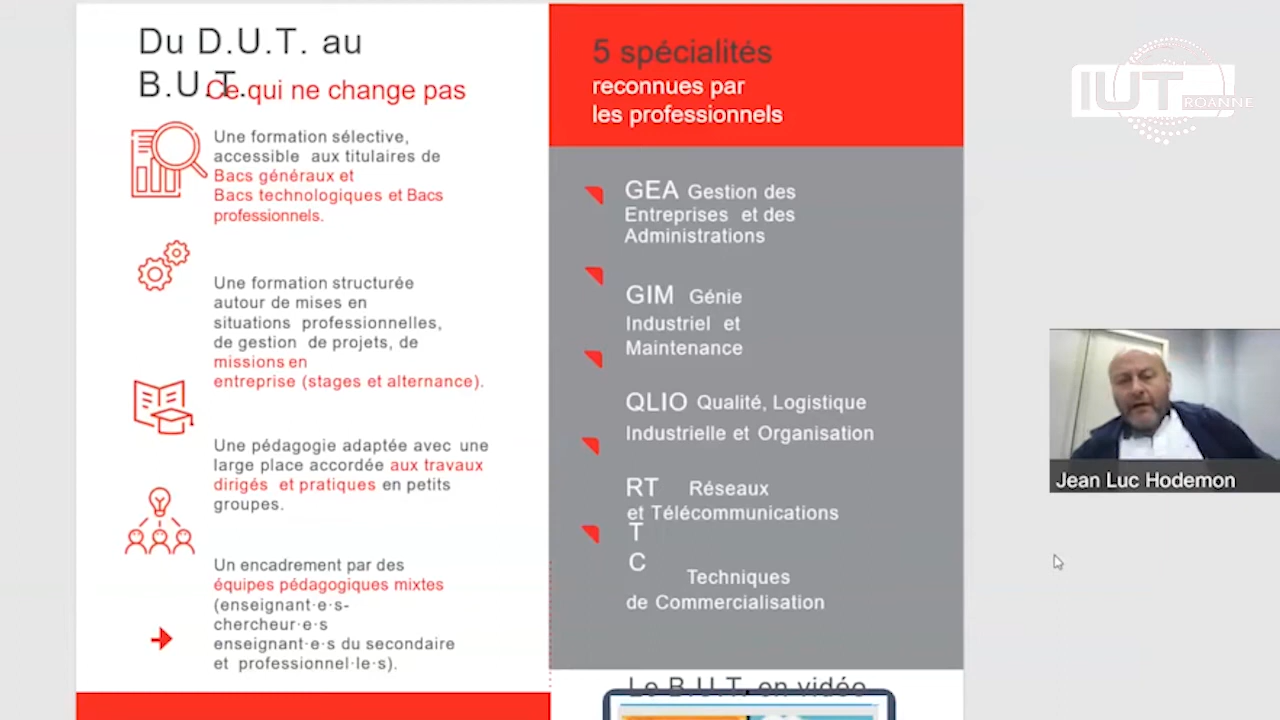 Du D.U.T. au
B.U.T.
Ce qui ne change pas
Une formation sélective,
accessible aux titulaires de
Bacs généraux et
Bacs technologiques et Bacs
professionnels.
Une formation structurée
autour de mises en
situations professionnelles,
de gestion de projets, de
missions en
entreprise (stages et alternance).
Une pédagogie adaptée avec une
large place accordée aux travaux
dirigés et pratiques en petits
groupes.
Un encadrement par des
équipes pédagogiques mixtes
(enseignant·e·s-
chercheur·e·s
enseignant·e·s du secondaire
et professionnel·le·s).
5 spécialités
reconnues par
les professionnels
GEA Gestion des
Entreprises et des
Administrations
GIM Génie
Industriel et
Maintenance
QLIO Qualité, Logistique
Industrielle et Organisation
RT Réseaux
et Télécommunications
T
C
Techniques
de Commercialisation
Le B.U.T. en vidéo
IUT
ROANNE
Jean Luc Hodemon